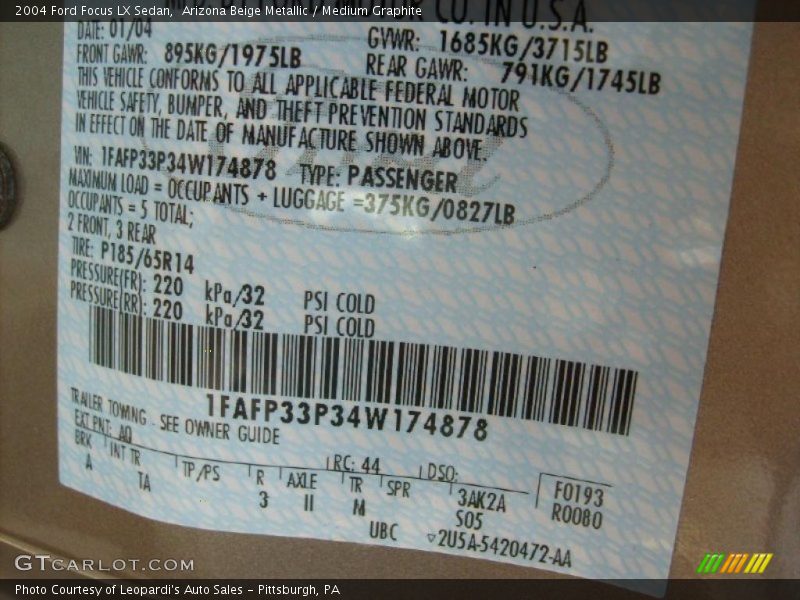 2004 Ford Focus LX Sedan, Arizona Beige Metallic / Medium Graphite
CO. IN U.S.A.
DATE: 01/04 GVWR: 1685KG/3715LB
FRONT GAWR: 895KG/1975LB REAR GAWR: 791KG/1745LB
THIS VEHICLE CONFORMS TO ALL APPLICABLE FEDERAL MOTOR
VEHICLE SAFETY, BUMPER, AND THEFT PREVENTION STANDARDS
IN EFFECT ON THE DATE OF MANUFACTURE SHOWN ABOVE.
VIN: 1FAFP33P34W174878 TYPE: PASSENGER
MAXIMUM LOAD = OCCUPANTS + LUGGAGE =375KG/0827LB
OCCUPANTS = 5 TOTAL;
2 FRONT, 3 REAR
TIRE: P185/65R14
PRESSURE(FR): 220 kPa/32 PSI COLD
PRESSURE(RR): 220 kPa/32 PSI COLD
1FAFP33P34W174878
TRAILER TOWING - SEE OWNER GUIDE
EXT PNT: AQ RC: 44 DSO:
BRK INT TR TP/PS R AXLE TR SPR 3AK2A F0193
A TA 3 II M S05 R0080
UBC ▽2U5A-5420472-AA
GTCARLOT.COM
Photo Courtesy of Leopardi's Auto Sales - Pittsburgh, PA